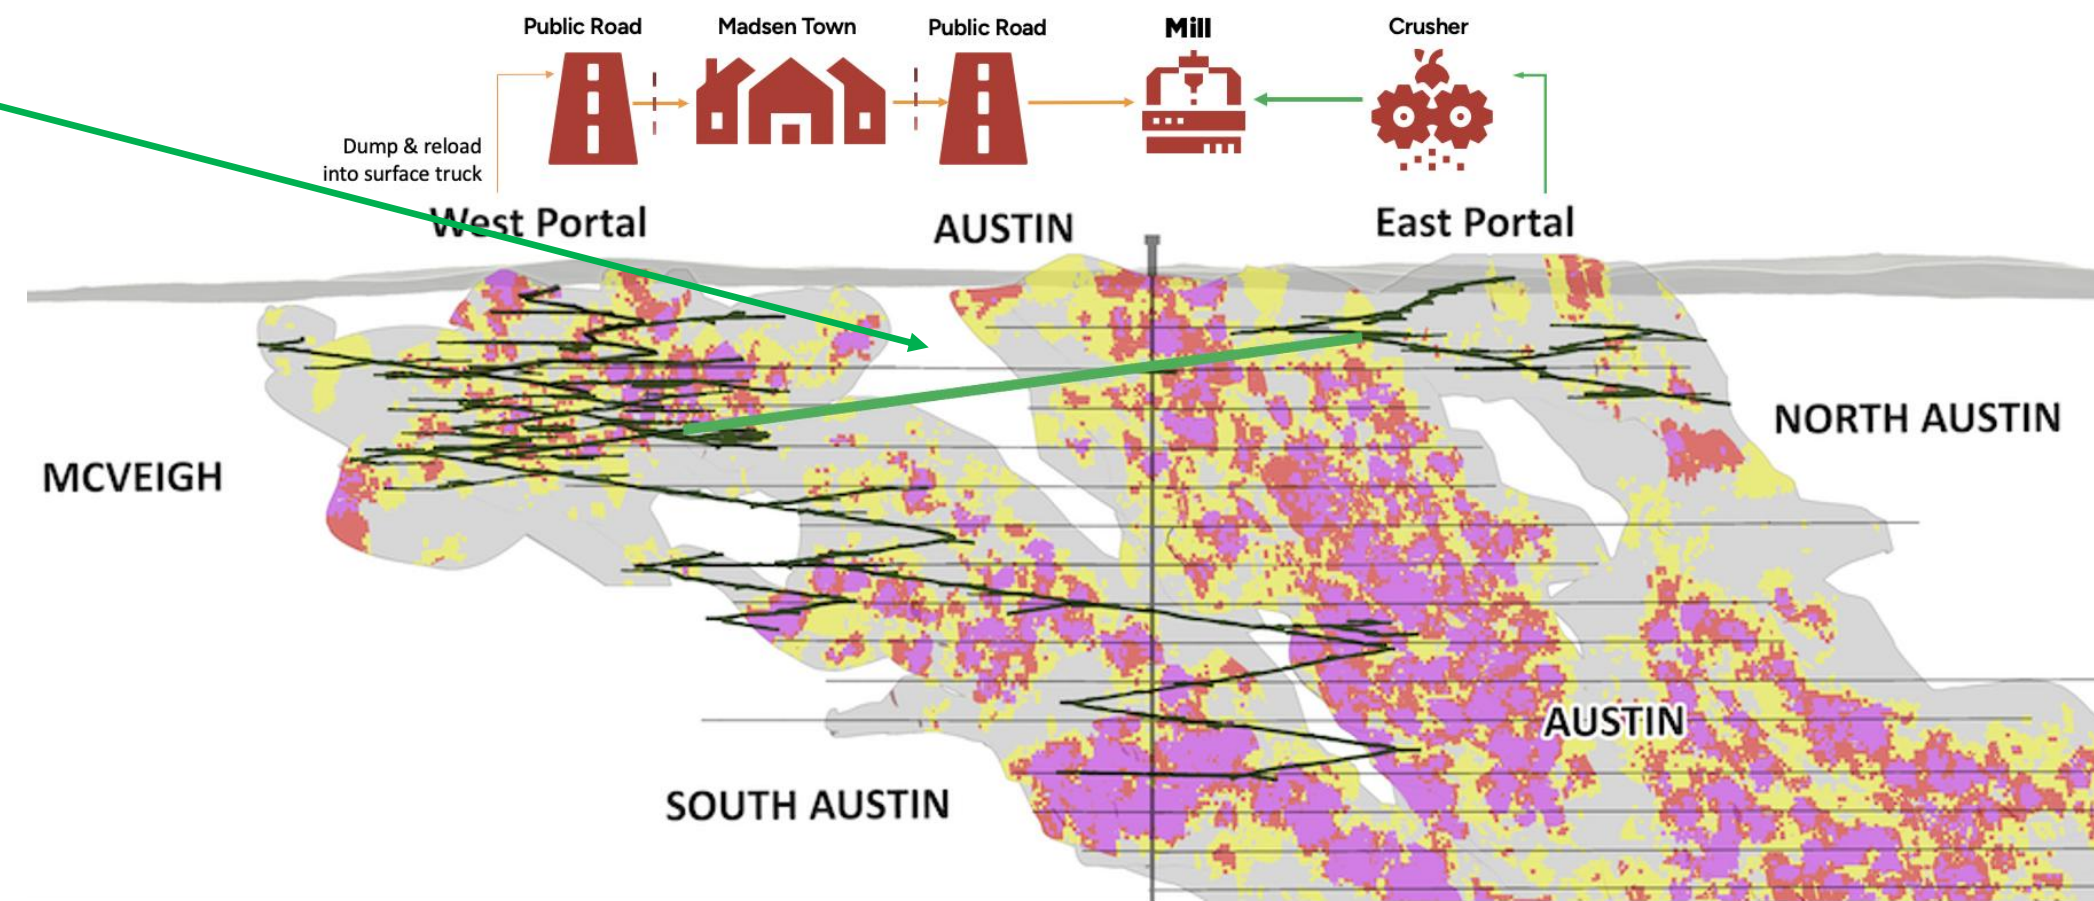 Public Road
Madsen Town
Public Road
Mill
Crusher
Dump & reload
into surface truck
West Portal
AUSTIN
East Portal
NORTH AUSTIN
MCVEIGH
AUSTIN
SOUTH AUSTIN